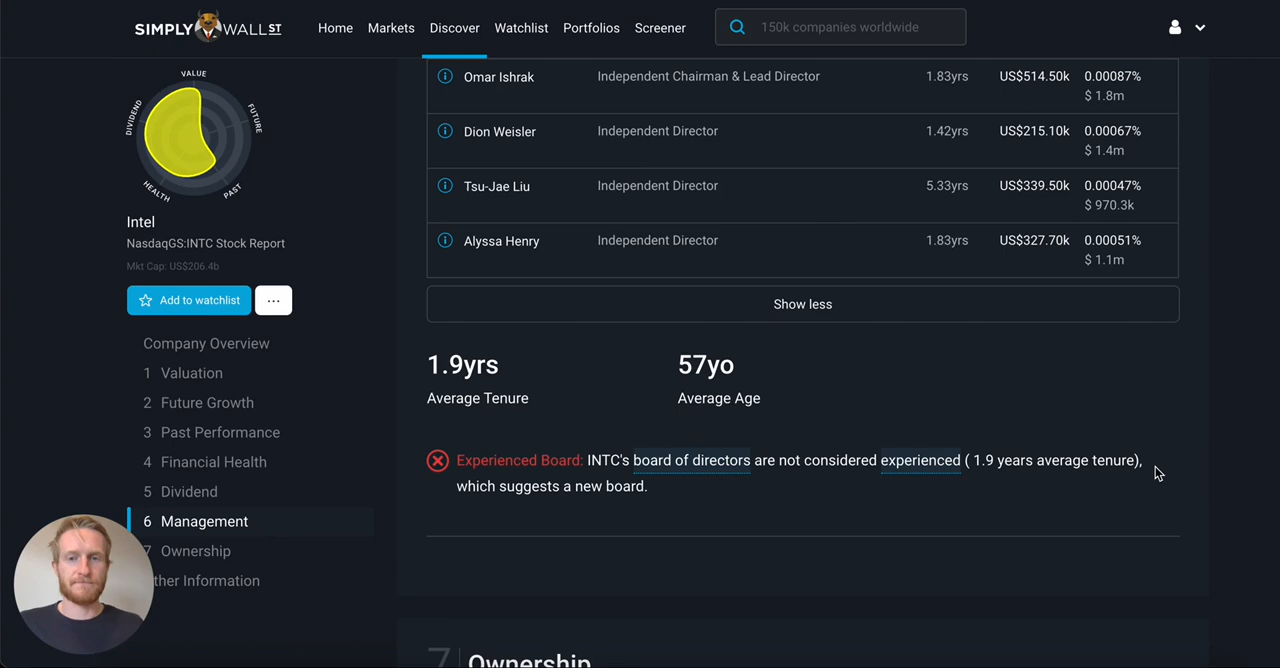 SIMPLY WALL ST
Home Markets Discover Watchlist Portfolios Screener
150k companies worldwide
VALUE
FUTURE
PAST
HEALTH
DIVIDEND
Intel
NasdaqGS:INTC Stock Report
Mkt Cap: US$206.4b
Add to watchlist
...
Company Overview
1 Valuation
2 Future Growth
3 Past Performance
4 Financial Health
5 Dividend
6 Management
7 Ownership
ther Information
Omar Ishrak Independent Chairman & Lead Director 1.83yrs US$514.50k 0.00087%
$ 1.8m
Dion Weisler Independent Director 1.42yrs US$215.10k 0.00067%
$ 1.4m
Tsu-Jae Liu Independent Director 5.33yrs US$339.50k 0.00047%
$ 970.3k
Alyssa Henry Independent Director 1.83yrs US$327.70k 0.00051%
$ 1.1m
Show less
1.9yrs 57yo
Average Tenure Average Age
Experienced Board: INTC's board of directors are not considered experienced ( 1.9 years average tenure),
which suggests a new board.
7 Ownership